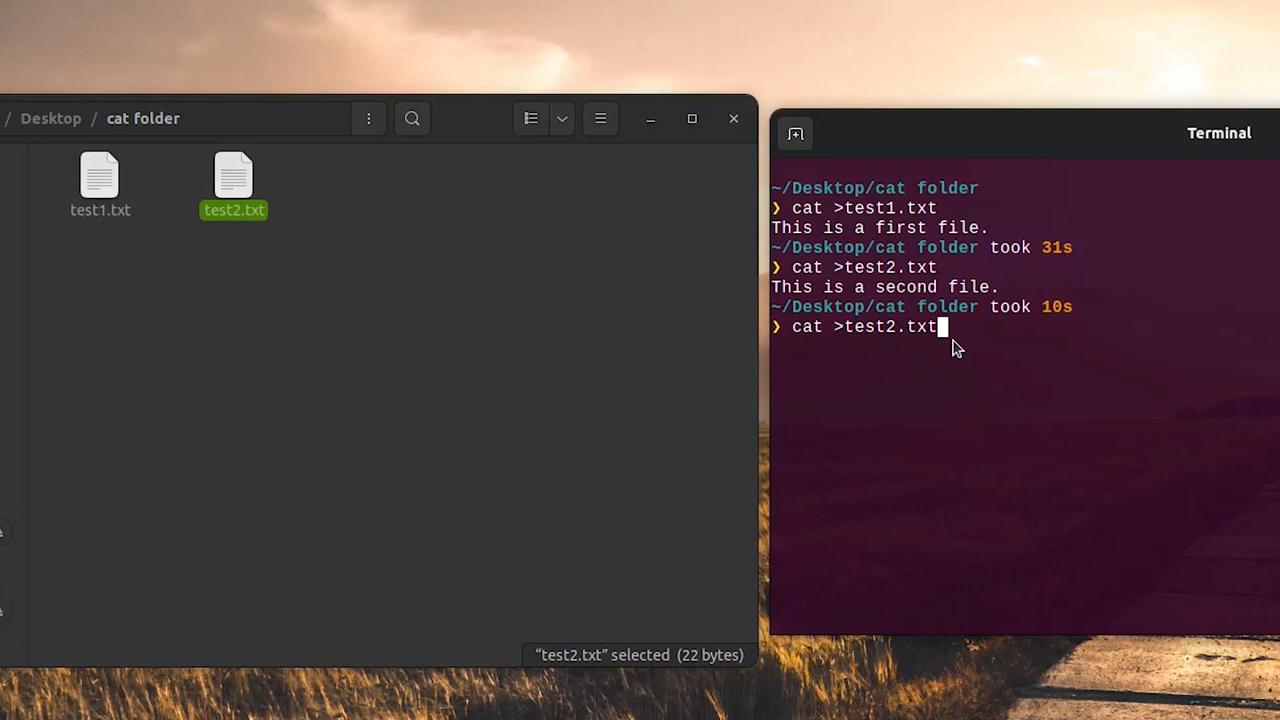 / Desktop / cat folder
test1.txt
test2.txt
"test2.txt" selected (22 bytes)
Terminal
~/Desktop/cat folder
❯ cat >test1.txt
This is a first file.
~/Desktop/cat folder took 31s
❯ cat >test2.txt
This is a second file.
~/Desktop/cat folder took 10s
❯ cat >test2.txt